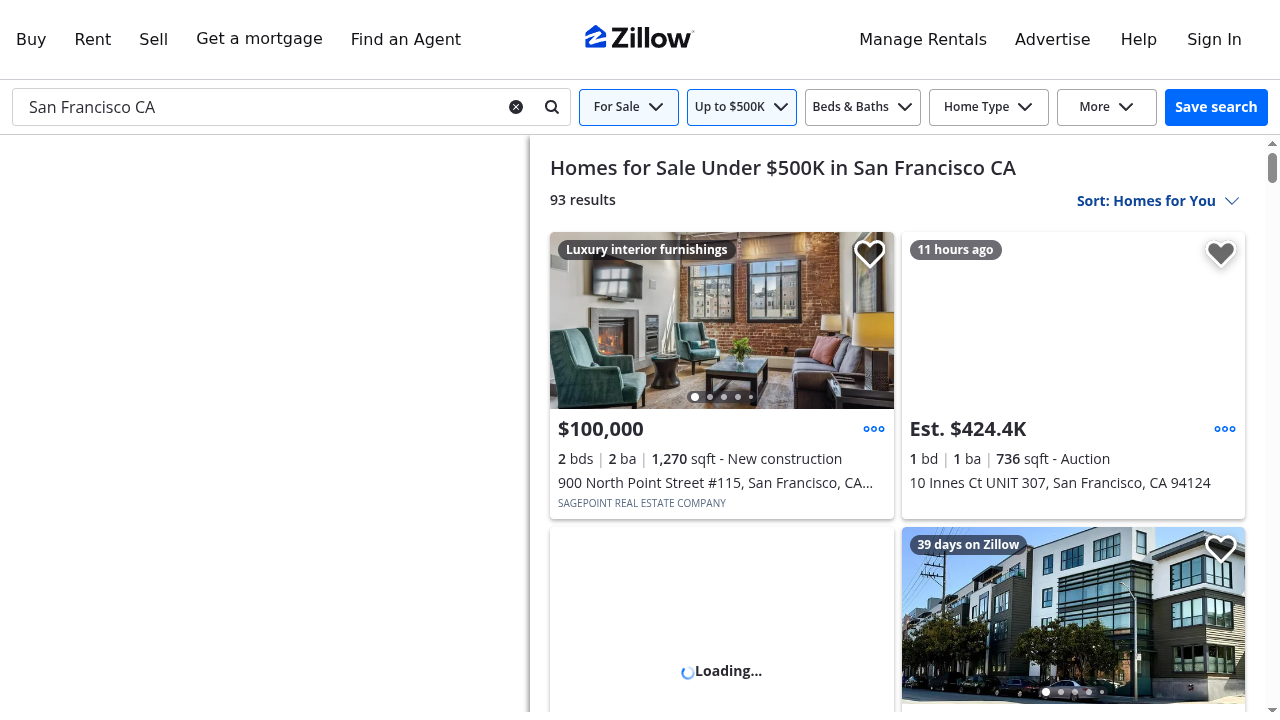 Buy
Rent
Sell
Get a mortgage
Find an Agent
Zillow
Manage Rentals
Advertise
Help
Sign In
San Francisco CA
For Sale
Up to $500K
Beds & Baths
Home Type
More
Save search
Homes for Sale Under $500K in San Francisco CA
93 results
Sort: Homes for You
Luxury interior furnishings
$100,000
2 bds | 2 ba | 1,270 sqft - New construction
900 North Point Street #115, San Francisco, CA...
SAGEPOINT REAL ESTATE COMPANY
11 hours ago
Est. $424.4K
1 bd | 1 ba | 736 sqft - Auction
10 Innes Ct UNIT 307, San Francisco, CA 94124
Loading...
39 days on Zillow